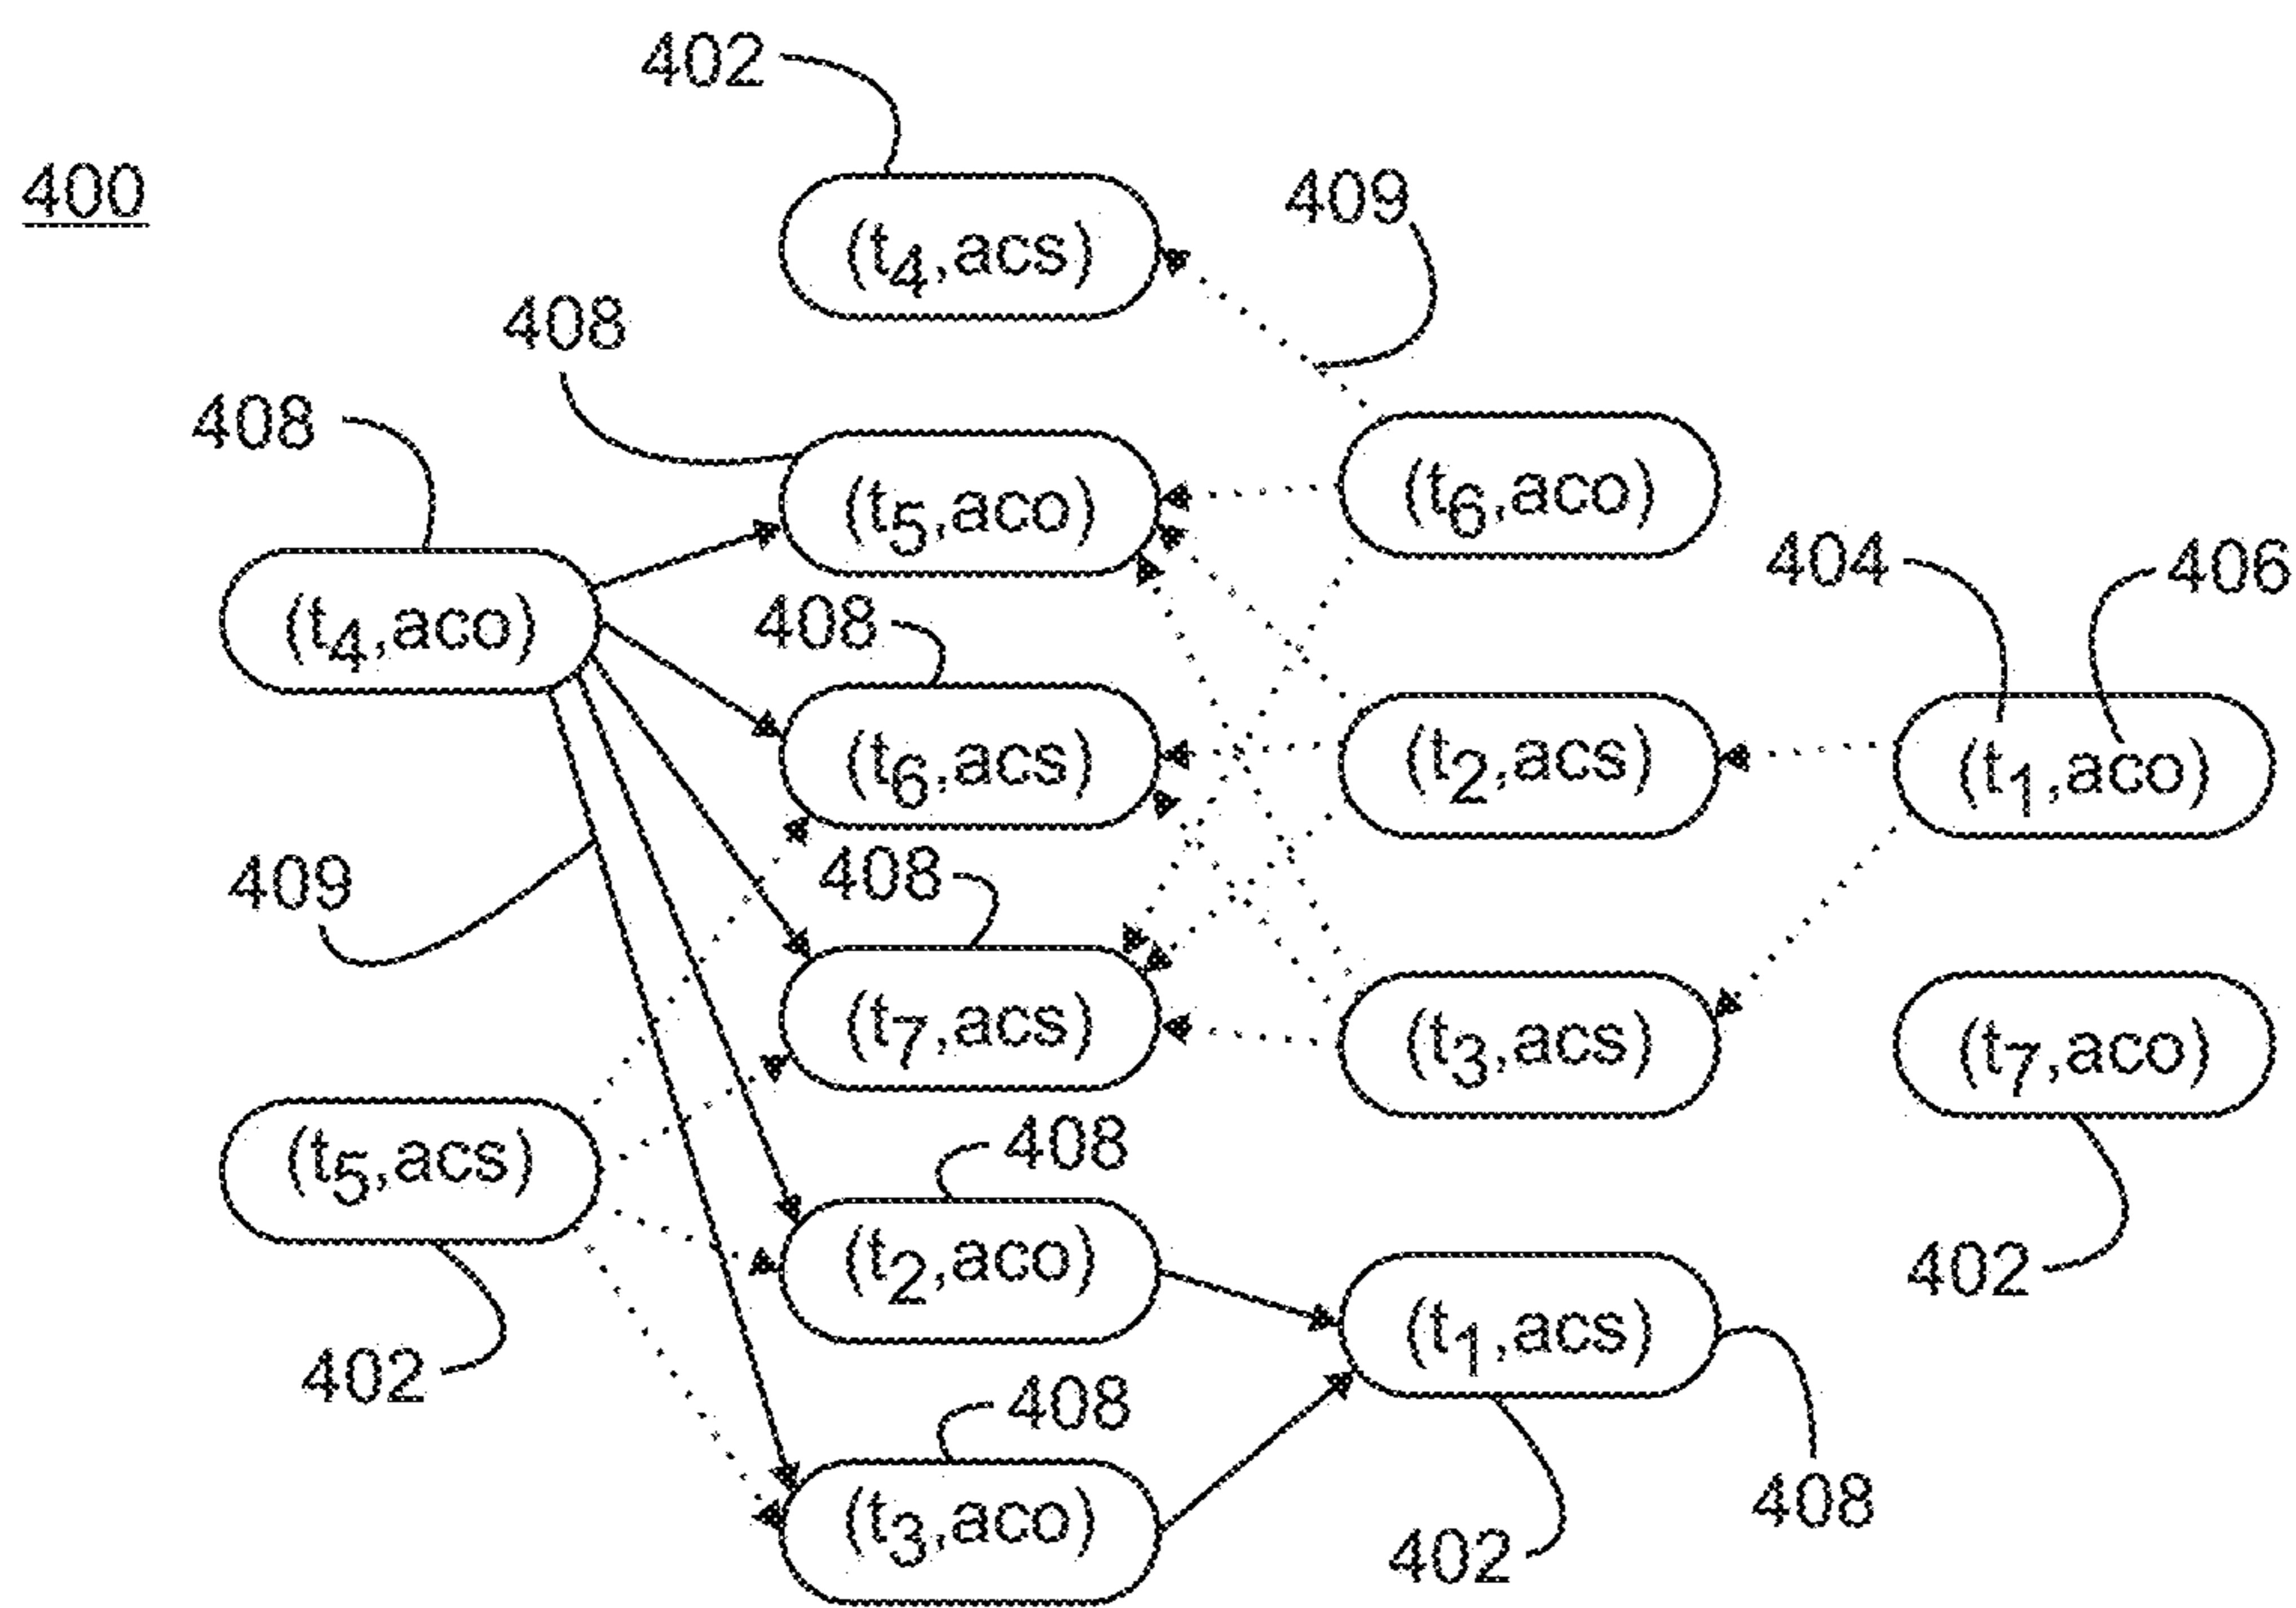 402
400
409
(t4,acs)
408
408
(t5,aco)
(t6,aco)
404
406
408
(t4,aco)
(t6,acs)
(t2,acs)
(t1,aco)
409
408
(t7,acs)
(t3,acs)
(t7,aco)
(t5,acs)
408
(t2,aco)
402
402
(t1,acs)
408
(t3,aco)
402
408